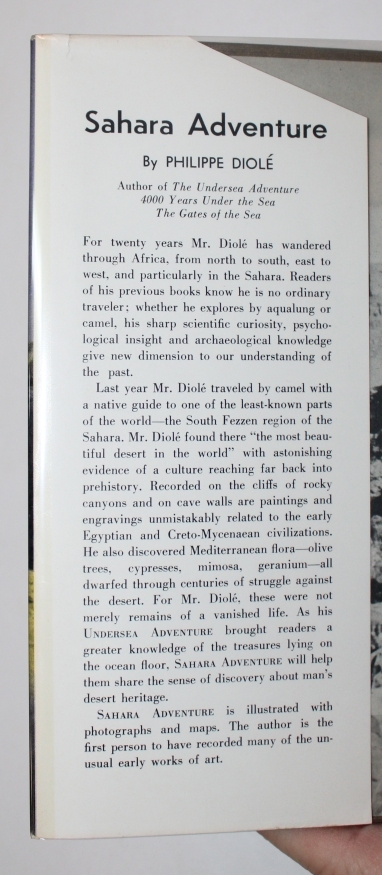 Sahara Adventure
By PHILIPPE DIOLÉ
Author of The Undersea Adventure
4000 Years Under the Sea
The Gates of the Sea
For twenty years Mr. Diolé has wandered
through Africa, from north to south, east to
west, and particularly in the Sahara. Readers
of his previous books know he is no ordinary
traveler; whether he explores by aqualung or
camel, his sharp scientific curiosity, psycho-
logical insight and archaeological knowledge
give new dimension to our understanding of
the past.
Last year Mr. Diolé traveled by camel with
a native guide to one of the least-known parts
of the world—the South Fezzen region of the
Sahara. Mr. Diolé found there "the most beau-
tiful desert in the world" with astonishing
evidence of a culture reaching far back into
prehistory. Recorded on the cliffs of rocky
canyons and on cave walls are paintings and
engravings unmistakably related to the early
Egyptian and Creto-Mycenaean civilizations.
He also discovered Mediterranean flora—olive
trees, cypresses, mimosa, geranium—all
dwarfed through centuries of struggle against
the desert. For Mr. Diolé, these were not
merely remains of a vanished life. As his
UNDERSEA ADVENTURE brought readers a
greater knowledge of the treasures lying on
the ocean floor, SAHARA ADVENTURE will help
them share the sense of discovery about man's
desert heritage.
SAHARA ADVENTURE is illustrated with
photographs and maps. The author is the
first person to have recorded many of the un-
usual early works of art.